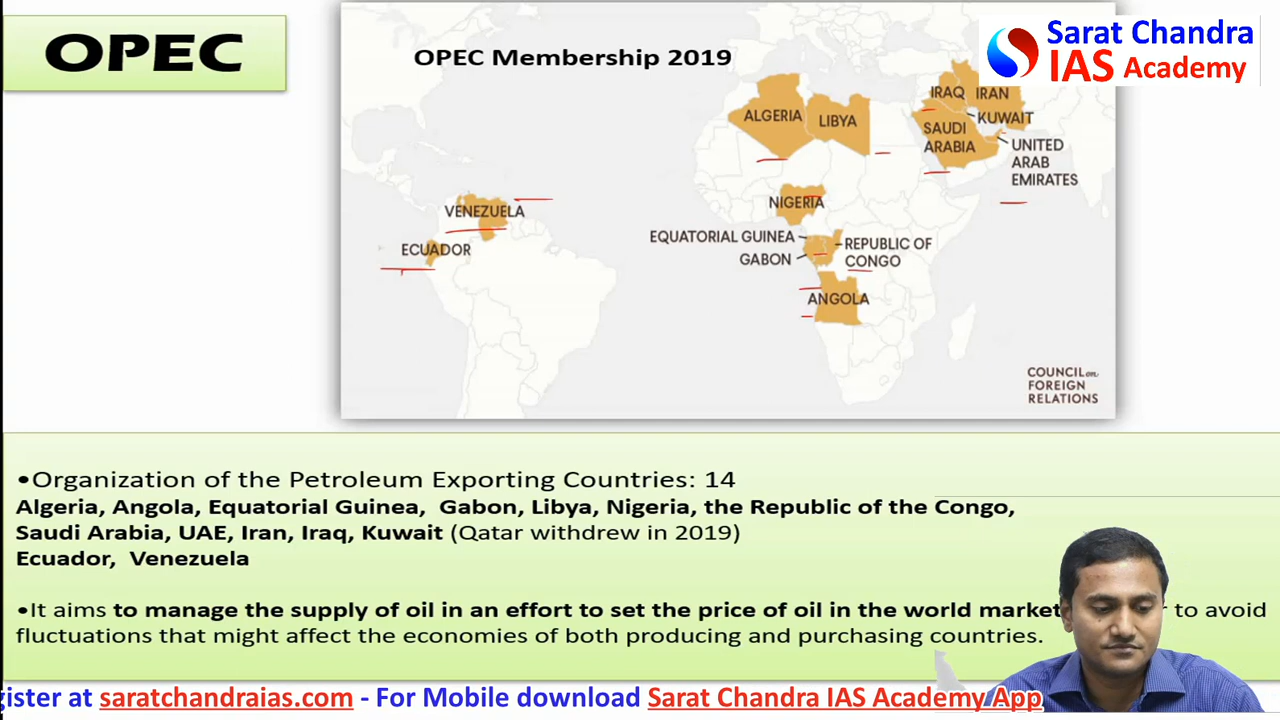 OPEC
OPEC Membership 2019
Sarat Chandra
IAS Academy
ALGERIA
LIBYA
IRAQ
IRAN
KUWAIT
SAUDI
ARABIA
UNITED
ARAB
EMIRATES
VENEZUELA
NIGERIA
ECUADOR
EQUATORIAL GUINEA
GABON
REPUBLIC OF
CONGO
ANGOLA
COUNCIL on
FOREIGN
RELATIONS
•Organization of the Petroleum Exporting Countries: 14
Algeria, Angola, Equatorial Guinea, Gabon, Libya, Nigeria, the Republic of the Congo,
Saudi Arabia, UAE, Iran, Iraq, Kuwait (Qatar withdrew in 2019)
Ecuador, Venezuela
•It aims to manage the supply of oil in an effort to set the price of oil in the world market to avoid
fluctuations that might affect the economies of both producing and purchasing countries.
gister at saratchandraias.com - For Mobile download Sarat Chandra IAS Academy App